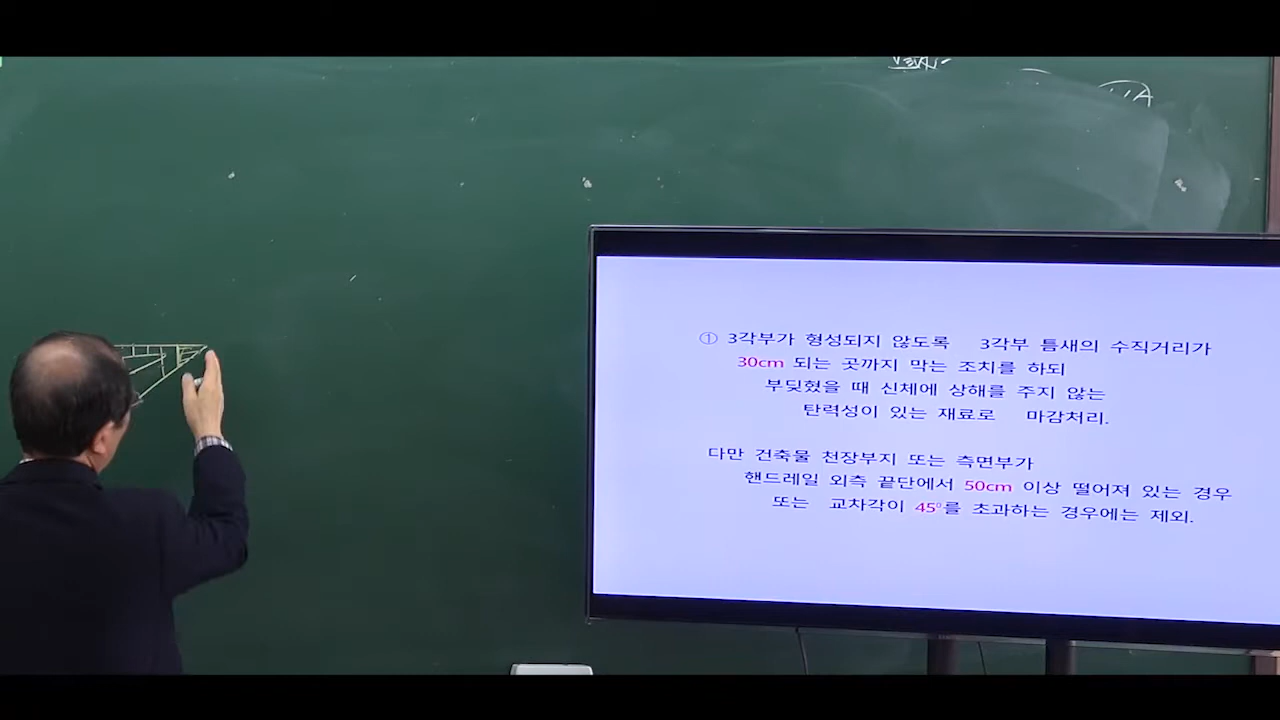 ① 3각부가 형성되지 않도록 3각부 틈새의 수직거리가
30cm 되는 곳까지 막는 조치를 하되
부딪혔을 때 신체에 상해를 주지 않는
탄력성이 있는 재료로 마감처리.
다만 건축물 천장부지 또는 측면부가
핸드레일 외측 끝단에서 50cm 이상 떨어져 있는 경우
또는 교차각이 45°를 초과하는 경우에는 제외.